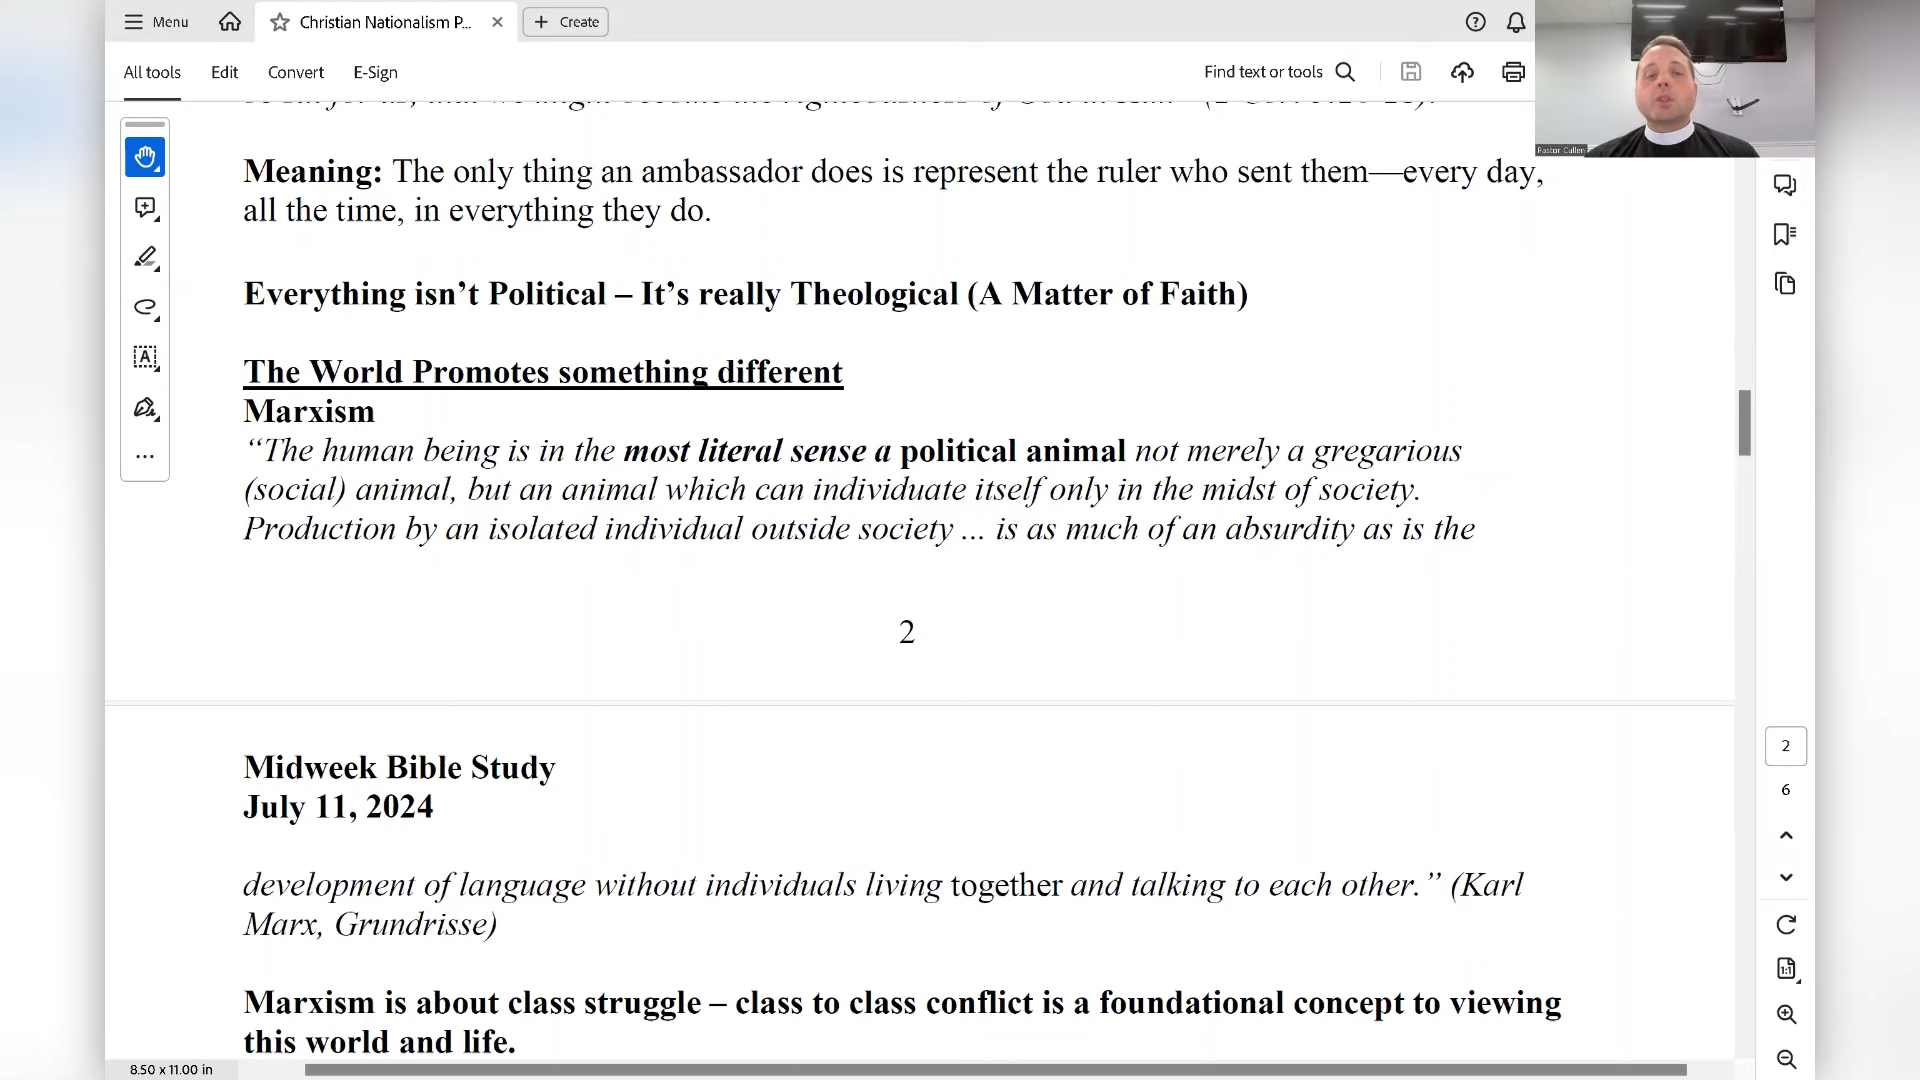 Menu
Christian Nationalism P...
Create
All tools
Edit
Convert
E-Sign
Find text or tools
Pastor Cullen
Meaning: The only thing an ambassador does is represent the ruler who sent them—every day,
all the time, in everything they do.
Everything isn’t Political – It’s really Theological (A Matter of Faith)
The World Promotes something different
Marxism
“The human being is in the most literal sense a political animal not merely a gregarious
(social) animal, but an animal which can individuate itself only in the midst of society.
Production by an isolated individual outside society ... is as much of an absurdity as is the
2
Midweek Bible Study
July 11, 2024
development of language without individuals living together and talking to each other.” (Karl
Marx, Grundrisse)
Marxism is about class struggle – class to class conflict is a foundational concept to viewing
this world and life.
2
6
8.50 x 11.00 in